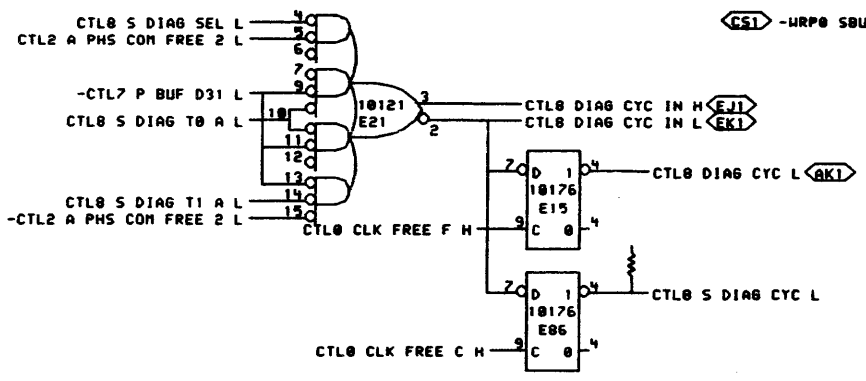 CTL8 S DIAG SEL L
CTL2 A PHS COM FREE 2 L
4
5
6
7
9
-CTL7 P BUF D31 L
CTL8 S DIAG T0 A L
10
11
12
13
14
15
CTL8 S DIAG T1 A L
-CTL2 A PHS COM FREE 2 L
10121
E21
3
2
CTL8 DIAG CYC IN H EJ1
CTL8 DIAG CYC IN L EK1
CS1 -WRP0 SBU
7 D 1 4
10176
E15
9 C 0 4
CTL0 CLK FREE F H
CTL8 DIAG CYC L AK1
7 D 1 4
10176
E86
9 C 0 4
CTL0 CLK FREE C H
CTL8 S DIAG CYC L